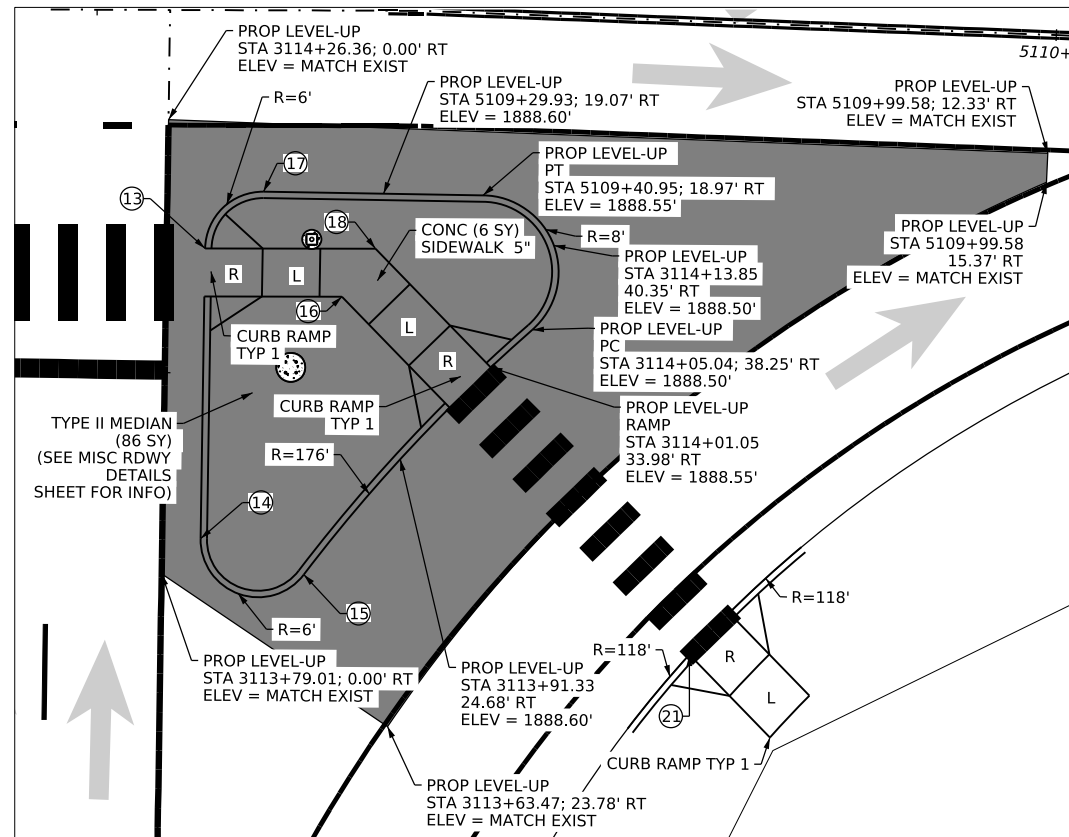 PROP LEVEL-UP
STA 3114+26.36; 0.00' RT
ELEV = MATCH EXIST
5110+
R=6'
PROP LEVEL-UP
STA 5109+29.93; 19.07' RT
ELEV = 1888.60'
PROP LEVEL-UP
STA 5109+99.58; 12.33' RT
ELEV = MATCH EXIST
PROP LEVEL-UP
PT
STA 5109+40.95; 18.97' RT
ELEV = 1888.55'
17
13
18
CONC (6 SY)
SIDEWALK 5"
R=8'
PROP LEVEL-UP
STA 5109+99.58
15.37' RT
ELEV = MATCH EXIST
PROP LEVEL-UP
STA 3114+13.85
40.35' RT
ELEV = 1888.50'
R
L
16
L
R
CURB RAMP
TYP 1
PROP LEVEL-UP
PC
STA 3114+05.04; 38.25' RT
ELEV = 1888.50'
CURB RAMP
TYP 1
PROP LEVEL-UP
RAMP
STA 3114+01.05
33.98' RT
ELEV = 1888.55'
TYPE II MEDIAN
(86 SY)
(SEE MISC RDWY
DETAILS
SHEET FOR INFO)
R=176'
14
15
R=6'
R=118'
R=118'
R
L
21
CURB RAMP TYP 1
PROP LEVEL-UP
STA 3113+79.01; 0.00' RT
ELEV = MATCH EXIST
PROP LEVEL-UP
STA 3113+91.33
24.68' RT
ELEV = 1888.60'
PROP LEVEL-UP
STA 3113+63.47; 23.78' RT
ELEV = MATCH EXIST